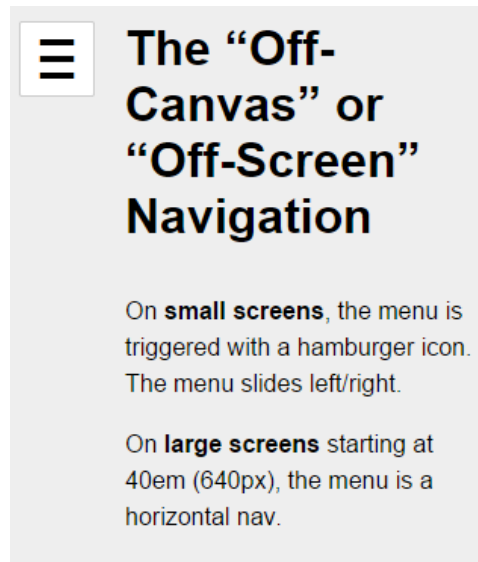 The “Off-
Canvas” or
“Off-Screen”
Navigation
On small screens, the menu is
triggered with a hamburger icon.
The menu slides left/right.
On large screens starting at
40em (640px), the menu is a
horizontal nav.